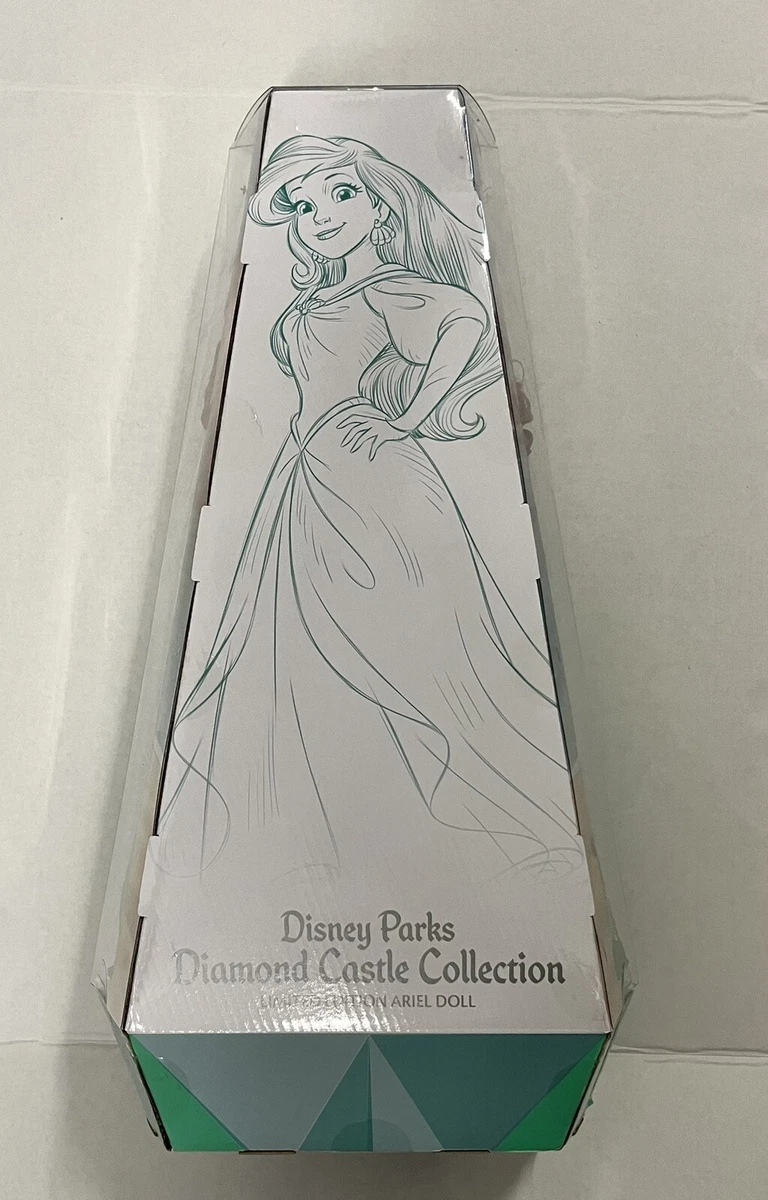 Disney Parks
Diamond Castle Collection
LIMITED EDITION ARIEL DOLL